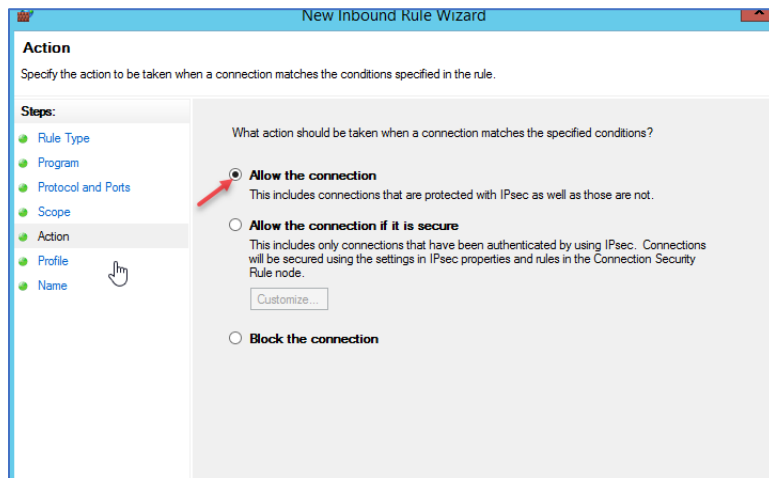 New Inbound Rule Wizard
Action
Specify the action to be taken when a connection matches the conditions specified in the rule.
Steps:
Rule Type
Program
Protocol and Ports
Scope
Action
Profile
Name
What action should be taken when a connection matches the specified conditions?
Allow the connection
This includes connections that are protected with IPsec as well as those are not.
Allow the connection if it is secure
This includes only connections that have been authenticated by using IPsec. Connections
will be secured using the settings in IPsec properties and rules in the Connection Security
Rule node.
Customize...
Block the connection